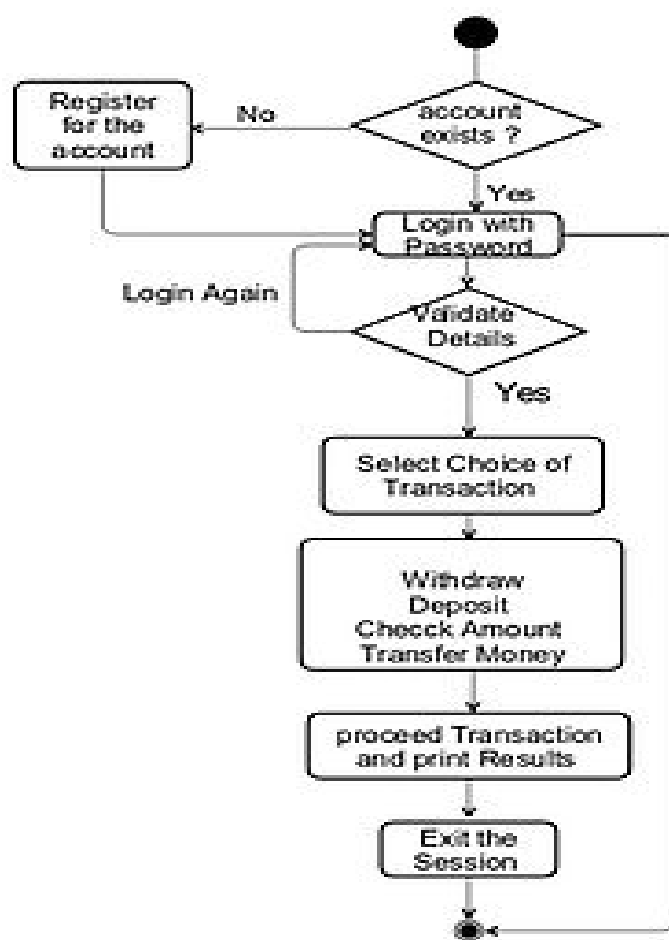 account
exists ?
No
Register
for the
account
Yes
Login with
Password
Login Again
Validate
Details
Yes
Select Choice of
Transaction
Withdraw
Deposit
Checck Amount
Transfer Money
proceed Transaction
and print Results
Exit the
Session